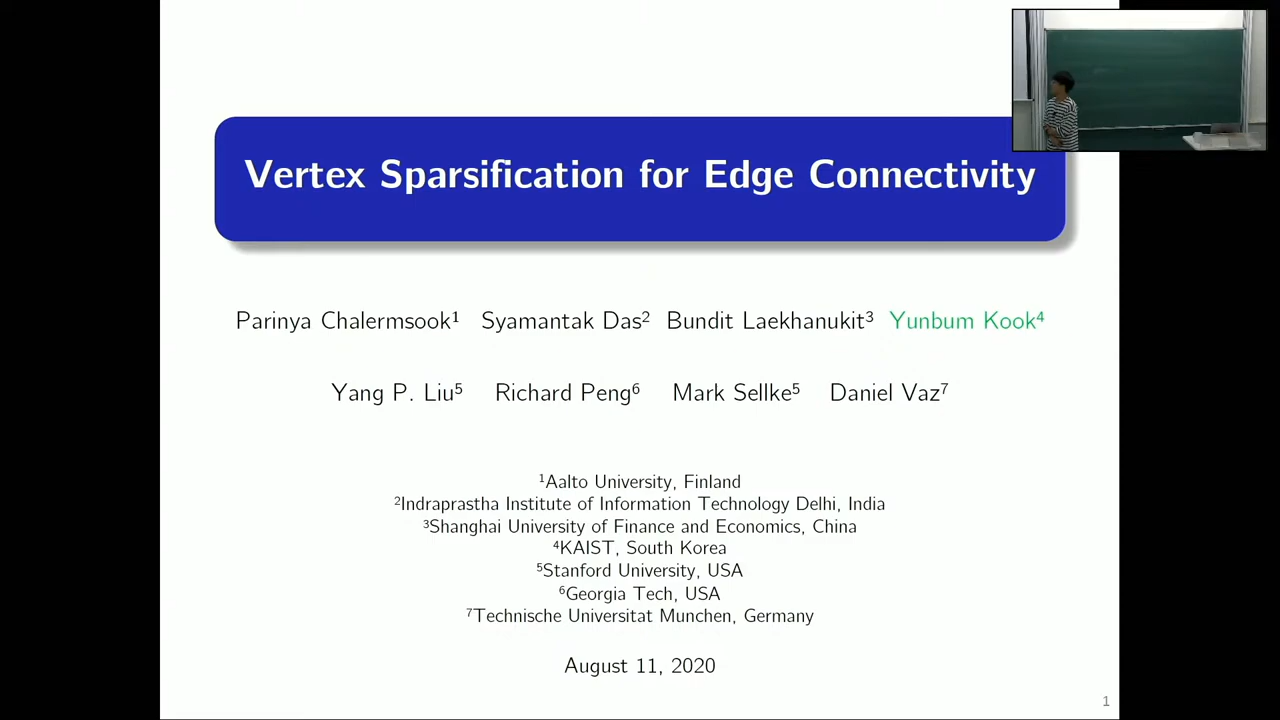 Vertex Sparsification for Edge Connectivity
Parinya Chalermsook¹ Syamantak Das² Bundit Laekhanukit³ Yunbum Kook⁴
Yang P. Liu⁵ Richard Peng⁶ Mark Sellke⁵ Daniel Vaz⁷
¹Aalto University, Finland
²Indraprastha Institute of Information Technology Delhi, India
³Shanghai University of Finance and Economics, China
⁴KAIST, South Korea
⁵Stanford University, USA
⁶Georgia Tech, USA
⁷Technische Universitat Munchen, Germany
August 11, 2020
1